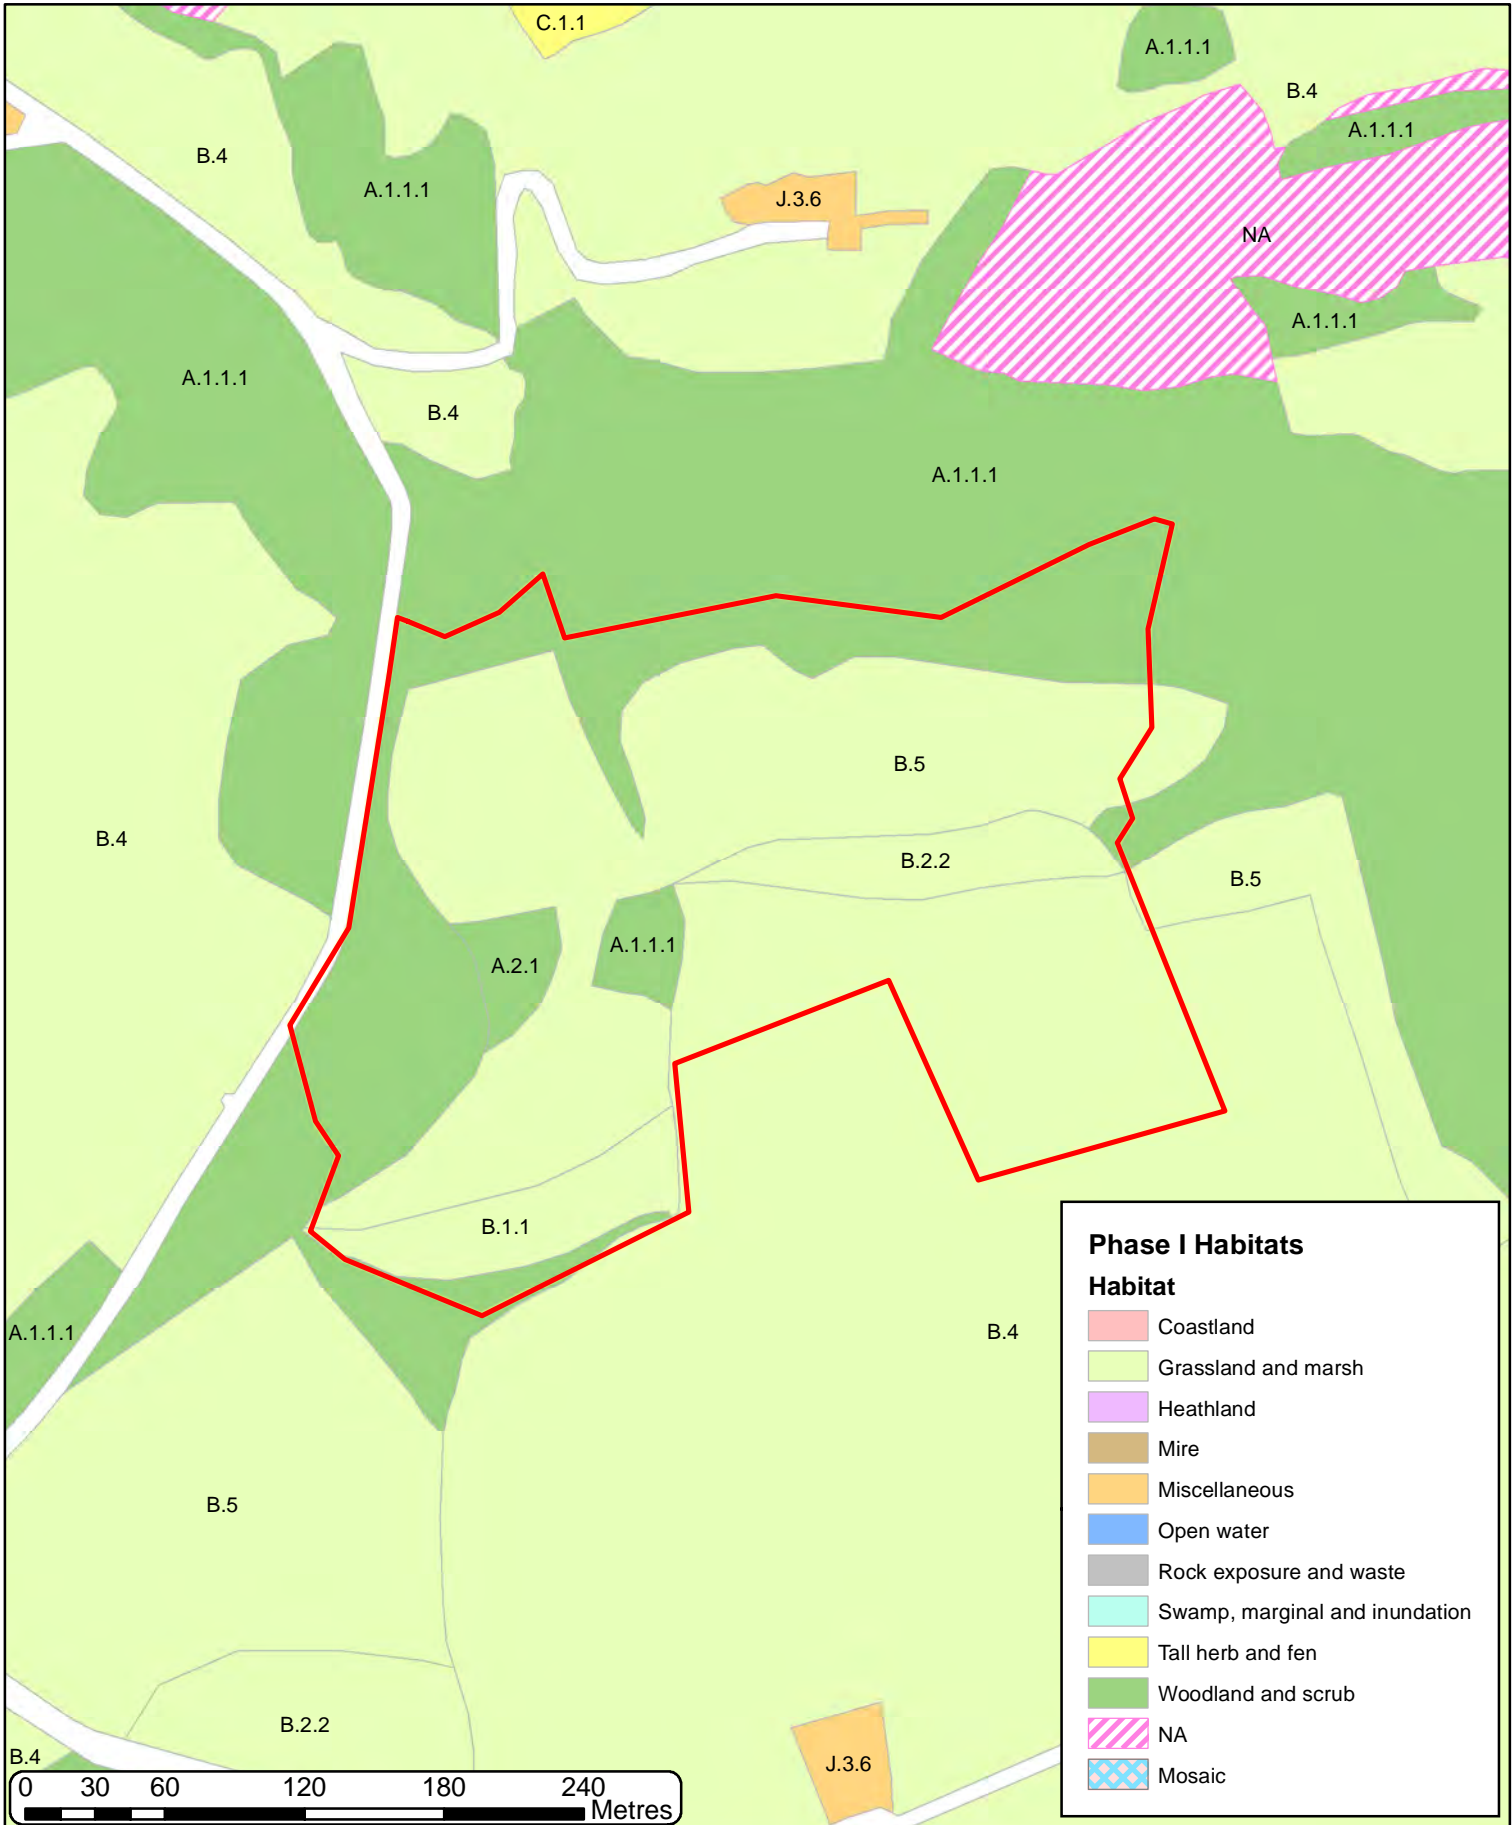 C.1.1
A.1.1.1
B.4
A.1.1.1
B.4
A.1.1.1
J.3.6
NA
A.1.1.1
A.1.1.1
B.4
A.1.1.1
B.5
B.4
B.2.2
B.5
A.1.1.1
A.2.1
B.1.1
A.1.1.1
B.4
B.5
B.2.2
B.4
J.3.6
Phase I Habitats
Habitat
Coastland
Grassland and marsh
Heathland
Mire
Miscellaneous
Open water
Rock exposure and waste
Swamp, marginal and inundation
Tall herb and fen
Woodland and scrub
NA
Mosaic
0 30 60 120 180 240
Metres